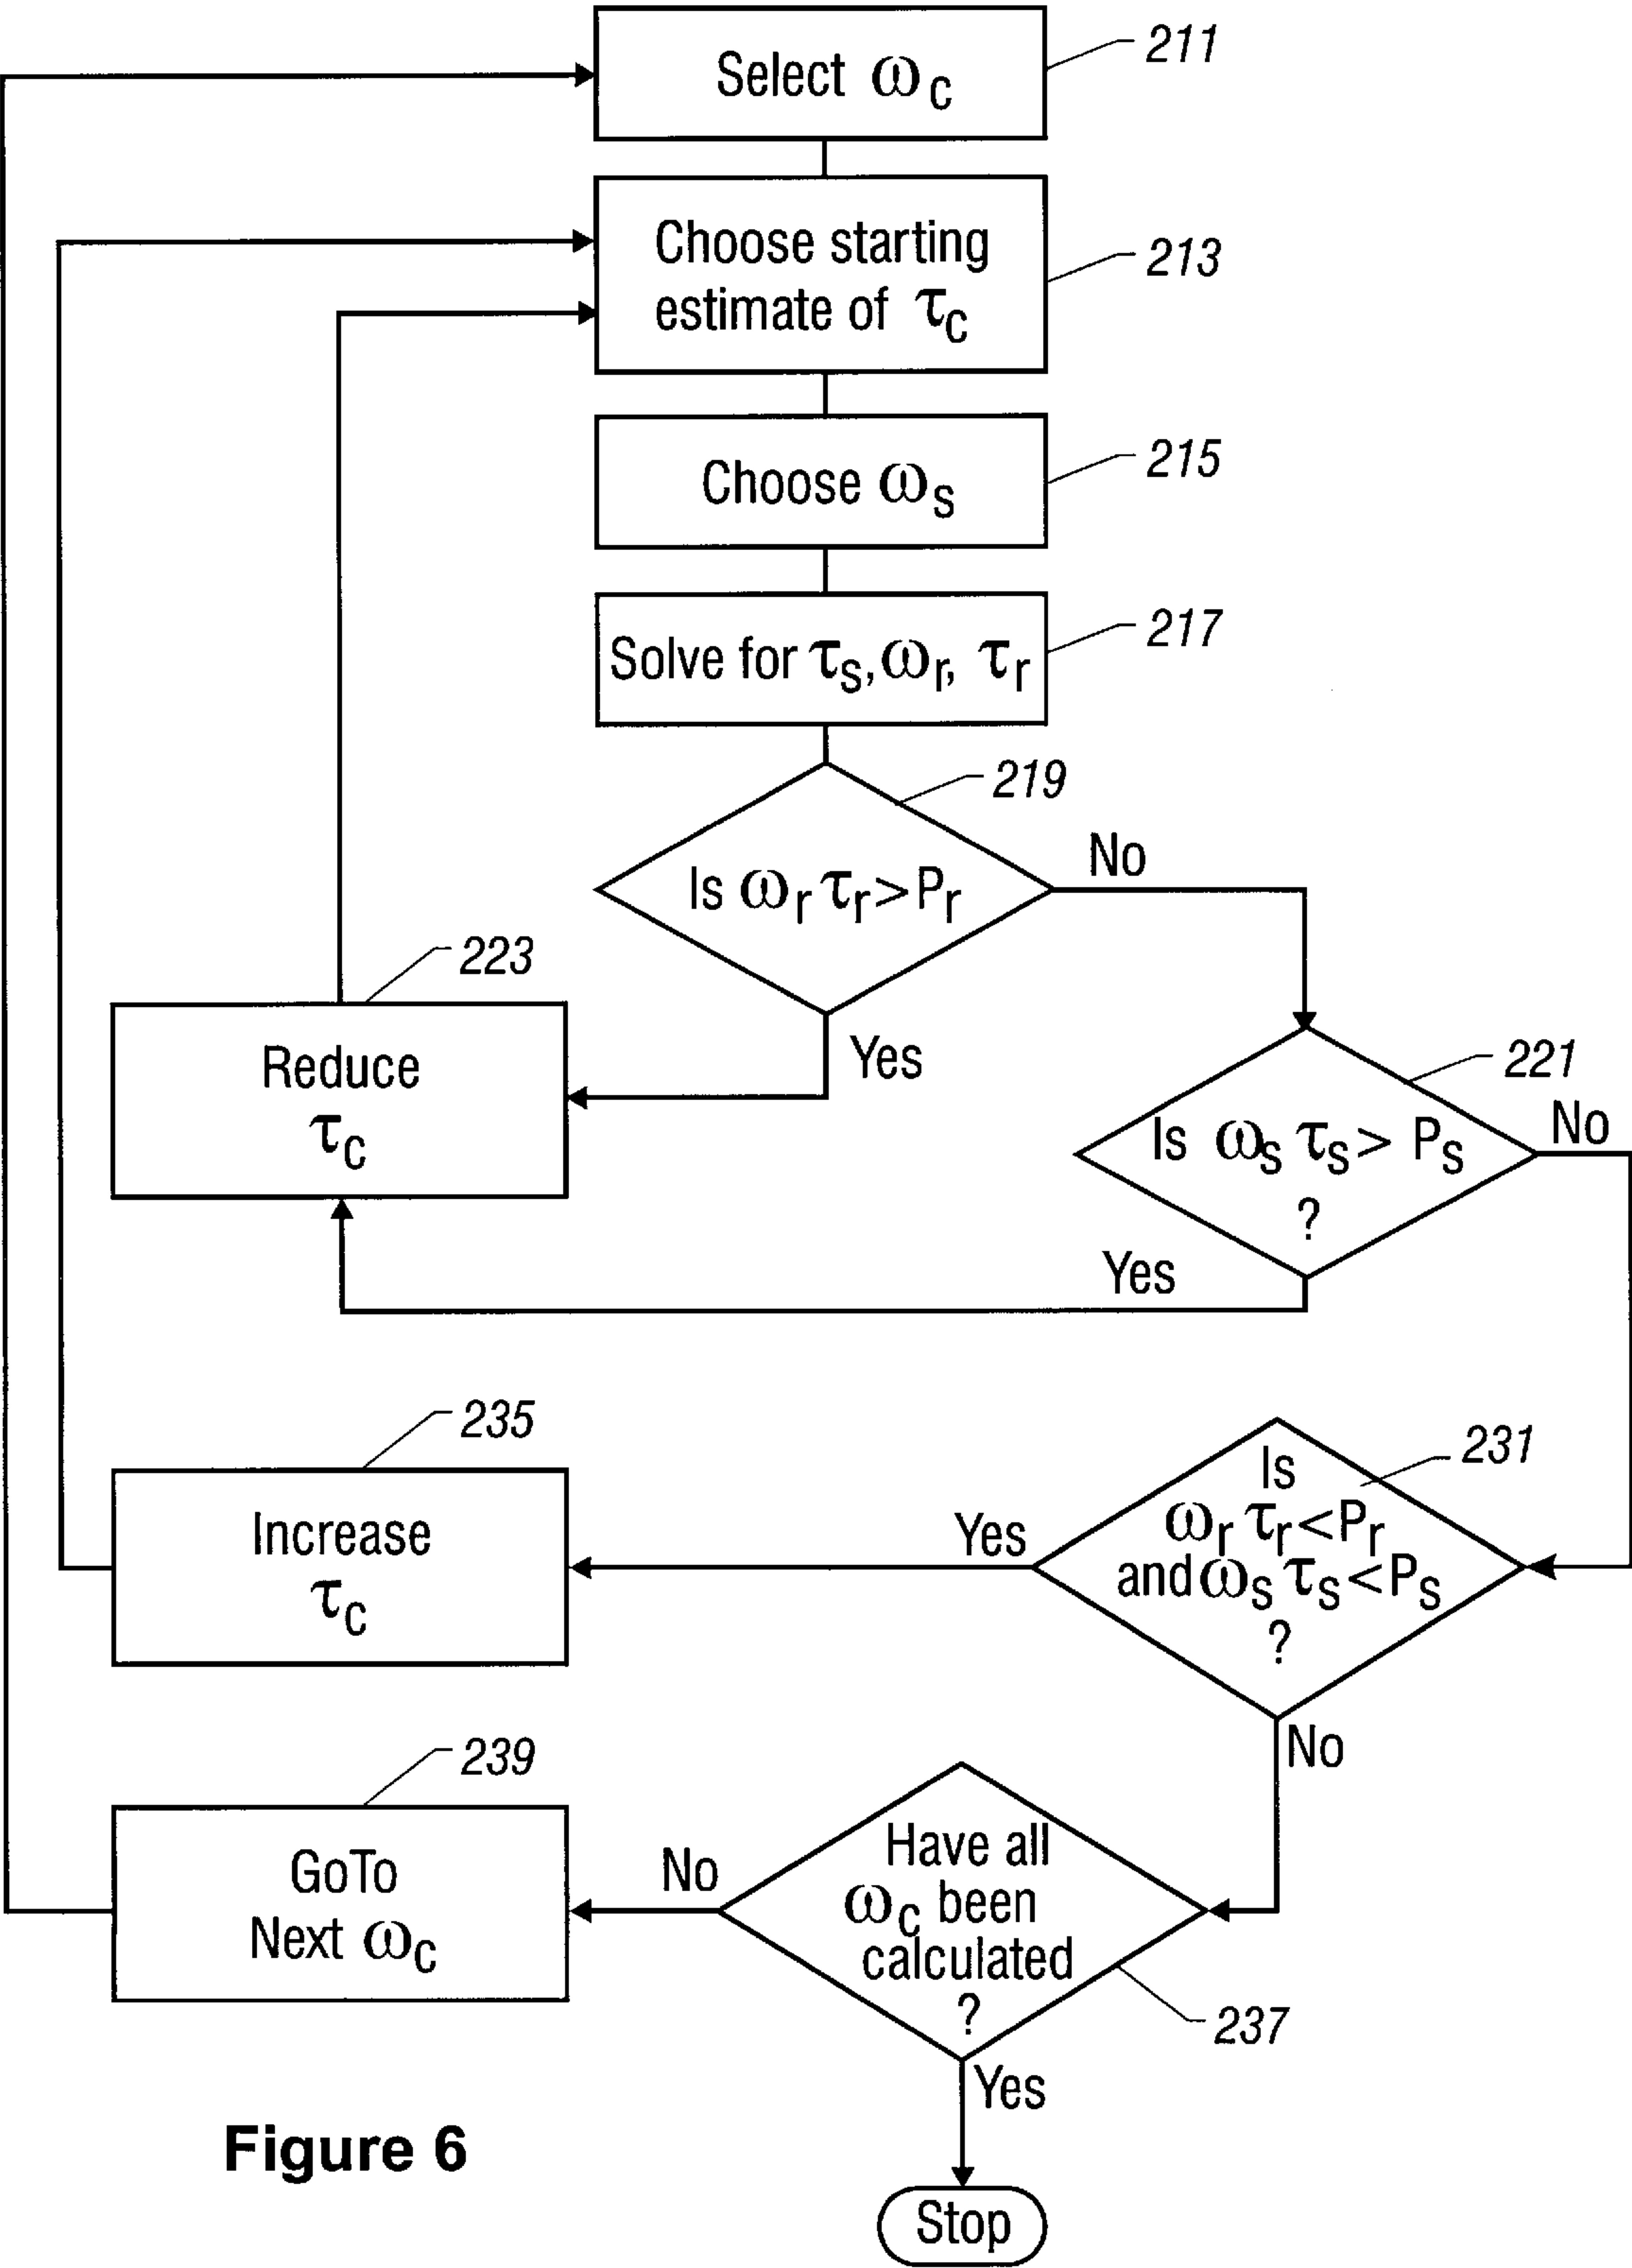 Select ωc
211
Choose starting
estimate of τc
213
Choose ωs
215
Solve for τs, ωr, τr
217
219
Is ωr τr>Pr
No
Yes
223
Reduce
τc
221
Is ωs τs> Ps
?
No
Yes
235
Increase
τc
231
Is
ωr τr<Pr
and ωs τs<Ps
?
Yes
No
239
GoTo
Next ωc
Have all
ωc been
calculated
?
No
237
Yes
Figure 6
Stop